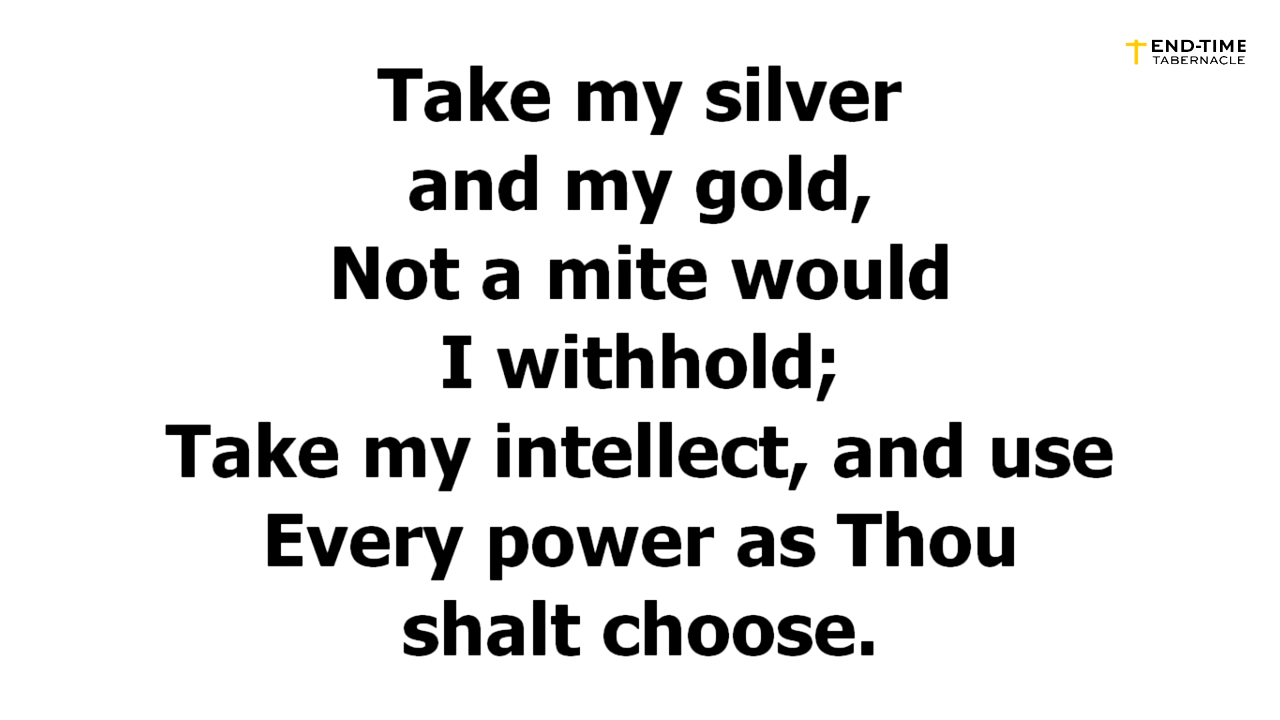 END-TIME
TABERNACLE
Take my silver
and my gold,
Not a mite would
I withhold;
Take my intellect, and use
Every power as Thou
shalt choose.